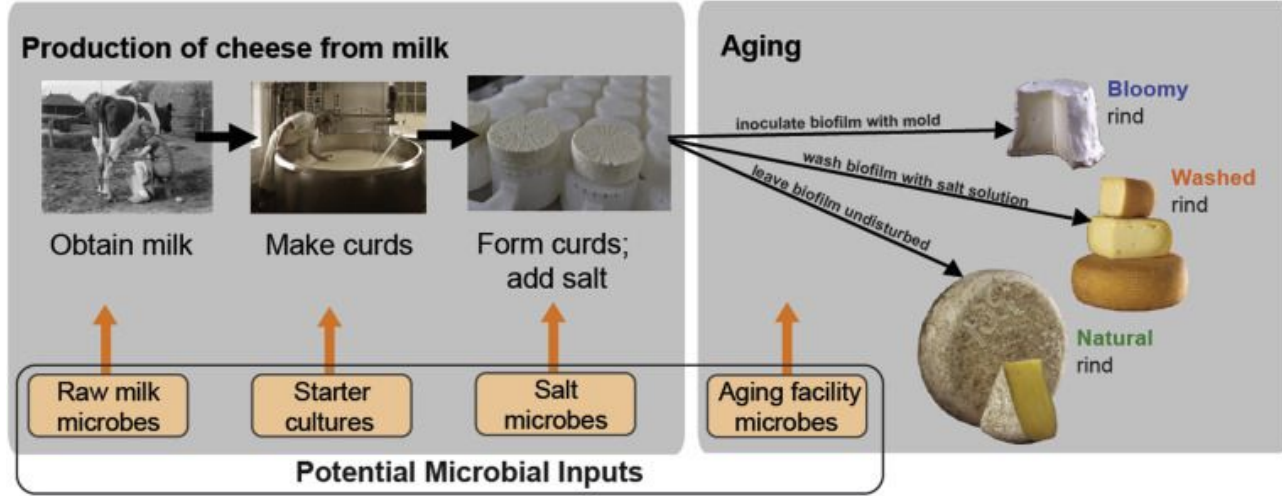 Production of cheese from milk
Obtain milk
Make curds
Form curds;
add salt
Aging
inoculate biofilm with mold
wash biofilm with salt solution
leave biofilm undisturbed
Bloomy
rind
Washed
rind
Natural
rind
Raw milk
microbes
Starter
cultures
Salt
microbes
Aging facility
microbes
Potential Microbial Inputs